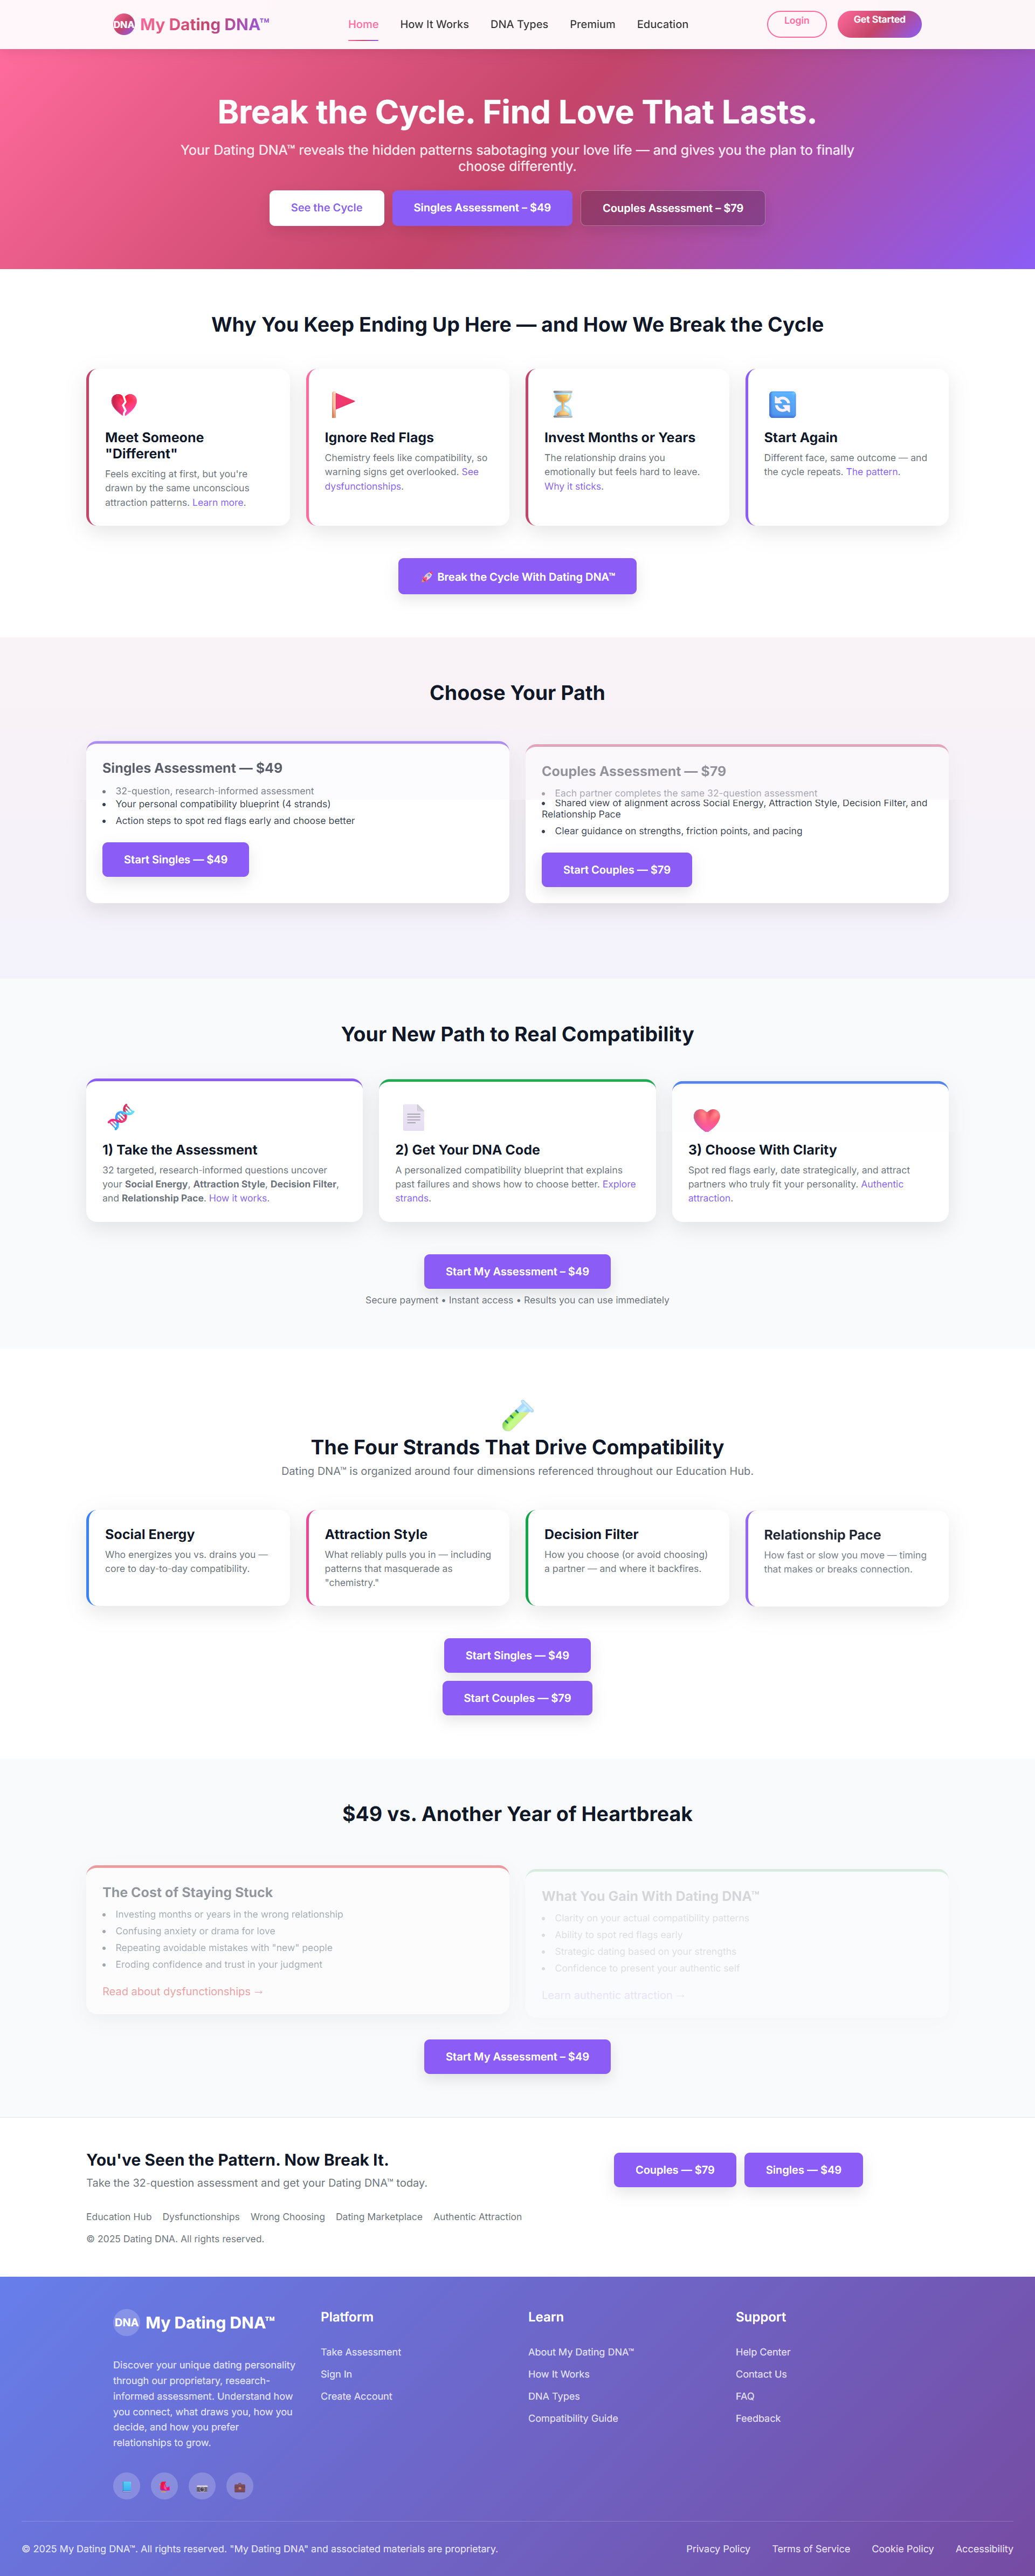 DNA My Dating DNA™
Home How It Works DNA Types Premium Education
Login Get Started
Break the Cycle. Find Love That Lasts.
Your Dating DNA™ reveals the hidden patterns sabotaging your love life — and gives you the plan to finally
choose differently.
See the Cycle
Singles Assessment – $49
Couples Assessment – $79
Why You Keep Ending Up Here — and How We Break the Cycle
Meet Someone
"Different"
Feels exciting at first, but you're
drawn by the same unconscious
attraction patterns. Learn more.
Ignore Red Flags
Chemistry feels like compatibility, so
warning signs get overlooked. See
dysfunctionships.
Invest Months or Years
The relationship drains you
emotionally but feels hard to leave.
Why it sticks.
Start Again
Different face, same outcome — and
the cycle repeats. The pattern.
🚀 Break the Cycle With Dating DNA™
Choose Your Path
Singles Assessment — $49
• 32-question, research-informed assessment
• Your personal compatibility blueprint (4 strands)
• Action steps to spot red flags early and choose better
Start Singles — $49
Couples Assessment — $79
• Each partner completes the same 32-question assessment
• Shared view of alignment across Social Energy, Attraction Style, Decision Filter, and
Relationship Pace
• Clear guidance on strengths, friction points, and pacing
Start Couples — $79
Your New Path to Real Compatibility
1) Take the Assessment
32 targeted, research-informed questions uncover
your Social Energy, Attraction Style, Decision Filter,
and Relationship Pace. How it works.
2) Get Your DNA Code
A personalized compatibility blueprint that explains
past failures and shows how to choose better. Explore
strands.
3) Choose With Clarity
Spot red flags early, date strategically, and attract
partners who truly fit your personality. Authentic
attraction.
Start My Assessment – $49
Secure payment • Instant access • Results you can use immediately
The Four Strands That Drive Compatibility
Dating DNA™ is organized around four dimensions referenced throughout our Education Hub.
Social Energy
Who energizes you vs. drains you —
core to day-to-day compatibility.
Attraction Style
What reliably pulls you in — including
patterns that masquerade as
"chemistry."
Decision Filter
How you choose (or avoid choosing)
a partner — and where it backfires.
Relationship Pace
How fast or slow you move — timing
that makes or breaks connection.
Start Singles — $49
Start Couples — $79
$49 vs. Another Year of Heartbreak
The Cost of Staying Stuck
• Investing months or years in the wrong relationship
• Confusing anxiety or drama for love
• Repeating avoidable mistakes with "new" people
• Eroding confidence and trust in your judgment
Read about dysfunctionships →
What You Gain With Dating DNA™
• Clarity on your actual compatibility patterns
• Ability to spot red flags early
• Strategic dating based on your strengths
• Confidence to present your authentic self
Learn authentic attraction →
Start My Assessment – $49
You've Seen the Pattern. Now Break It.
Take the 32-question assessment and get your Dating DNA™ today.
Couples — $79
Singles — $49
Education Hub Dysfunctionships Wrong Choosing Dating Marketplace Authentic Attraction
© 2025 Dating DNA. All rights reserved.
DNA My Dating DNA™
Discover your unique dating personality
through our proprietary, research-
informed assessment. Understand how
you connect, what draws you, how you
decide, and how you prefer
relationships to grow.
Platform
Take Assessment
Sign In
Create Account
Learn
About My Dating DNA™
How It Works
DNA Types
Compatibility Guide
Support
Help Center
Contact Us
FAQ
Feedback
© 2025 My Dating DNA™. All rights reserved. "My Dating DNA" and associated materials are proprietary.
Privacy Policy Terms of Service Cookie Policy Accessibility